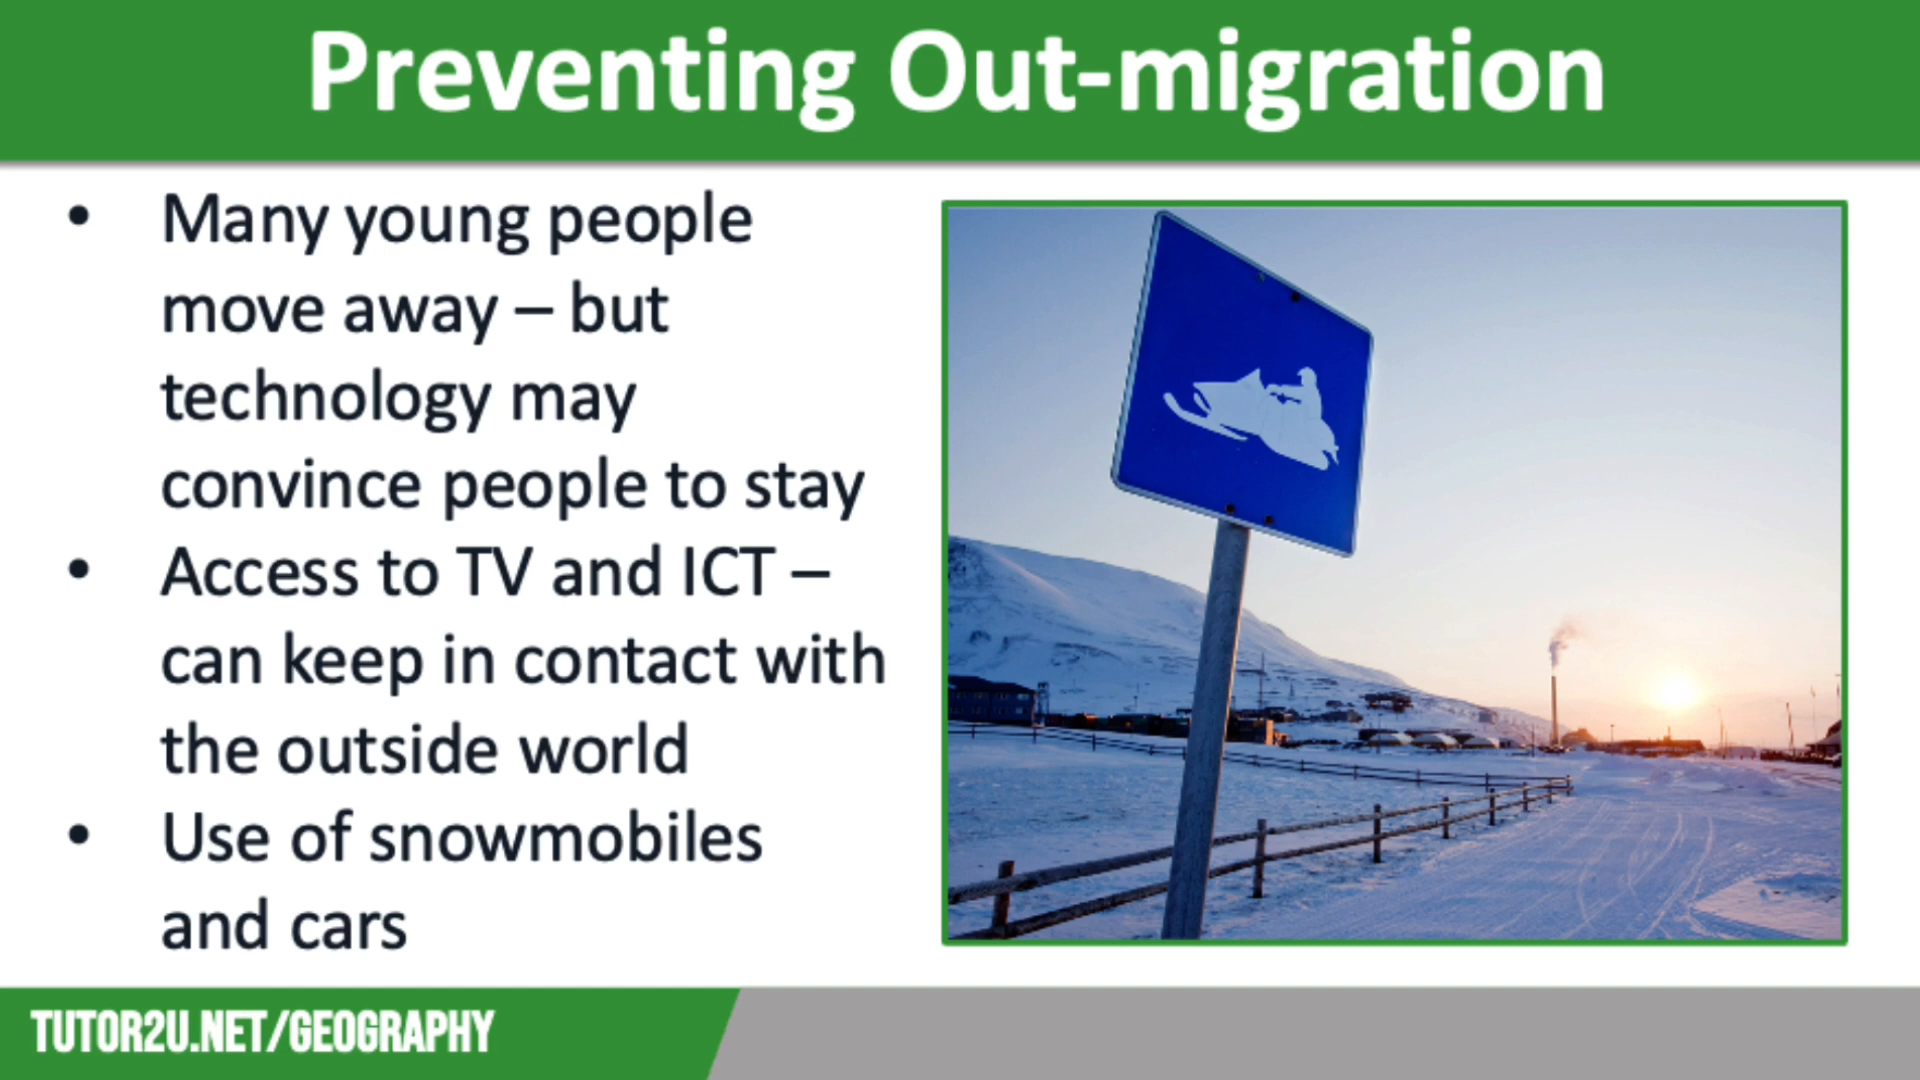 Preventing Out-migration
• Many young people
move away – but
technology may
convince people to stay
• Access to TV and ICT –
can keep in contact with
the outside world
• Use of snowmobiles
and cars
TUTOR2U.NET/GEOGRAPHY